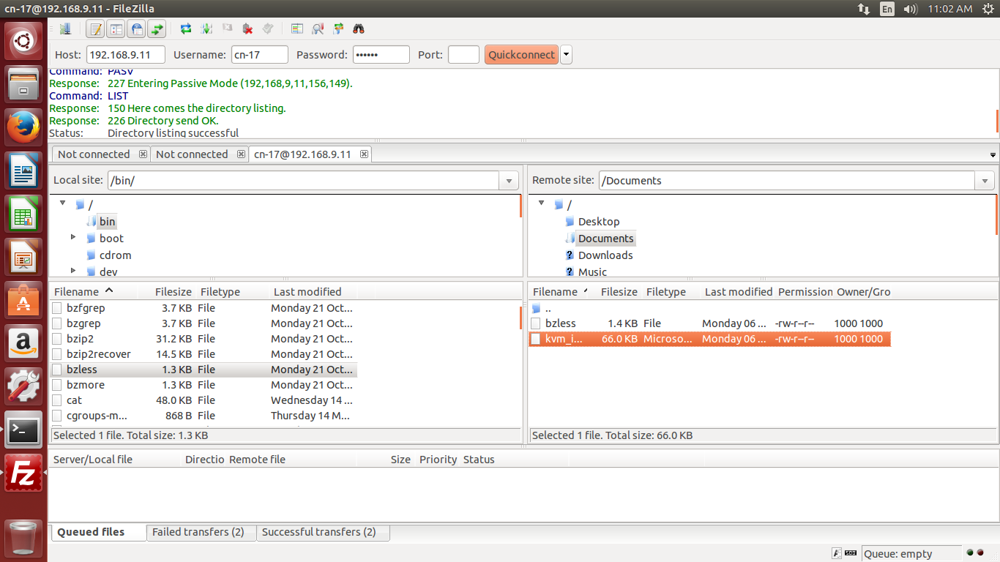 cn-17@192.168.9.11 - FileZilla En 11:02 AM
Host: 192.168.9.11 Username: cn-17 Password: •••••• Port: Quickconnect
Command: PASV
Response: 227 Entering Passive Mode (192,168,9,11,156,149).
Command: LIST
Response: 150 Here comes the directory listing.
Response: 226 Directory send OK.
Status: Directory listing successful
Not connected Not connected cn-17@192.168.9.11
Local site: /bin/
/
bin
boot
cdrom
dev
Filename Filesize Filetype Last modified
bzfgrep 3.7 KB File Monday 21 Oct...
bzgrep 3.7 KB File Monday 21 Oct...
bzip2 31.2 KB File Monday 21 Oct...
bzip2recover 14.5 KB File Monday 21 Oct...
bzless 1.3 KB File Monday 21 Oct...
bzmore 1.3 KB File Monday 21 Oct...
cat 48.0 KB File Wednesday 14 ...
cgroups-m... 868 B File Thursday 14 M...
Selected 1 file. Total size: 1.3 KB
Remote site: /Documents
/
Desktop
Documents
? Downloads
? Music
Filename Filesize Filetype Last modified Permission Owner/Gro
..
bzless 1.4 KB File Monday 06 ... -rw-r--r-- 1000 1000
kvm_i... 66.0 KB Microso... Monday 06 ... -rw-r--r-- 1000 1000
Selected 1 file. Total size: 66.0 KB
Server/Local file Directio Remote file Size Priority Status
Queued files Failed transfers (2) Successful transfers (2)
Queue: empty